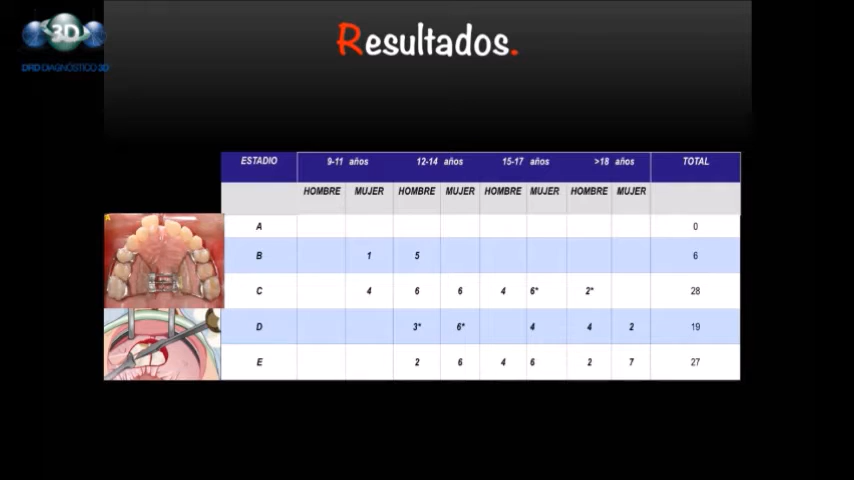 3D
DRD DIAGNÓSTICO 3D
Resultados.
ESTADIO 9-11 años 12-14 años 15-17 años >18 años TOTAL
HOMBRE MUJER HOMBRE MUJER HOMBRE MUJER HOMBRE MUJER
A 0
B 1 5 6
C 4 6 6 4 6* 2* 28
D 3* 6* 4 4 2 19
E 2 6 4 6 2 7 27